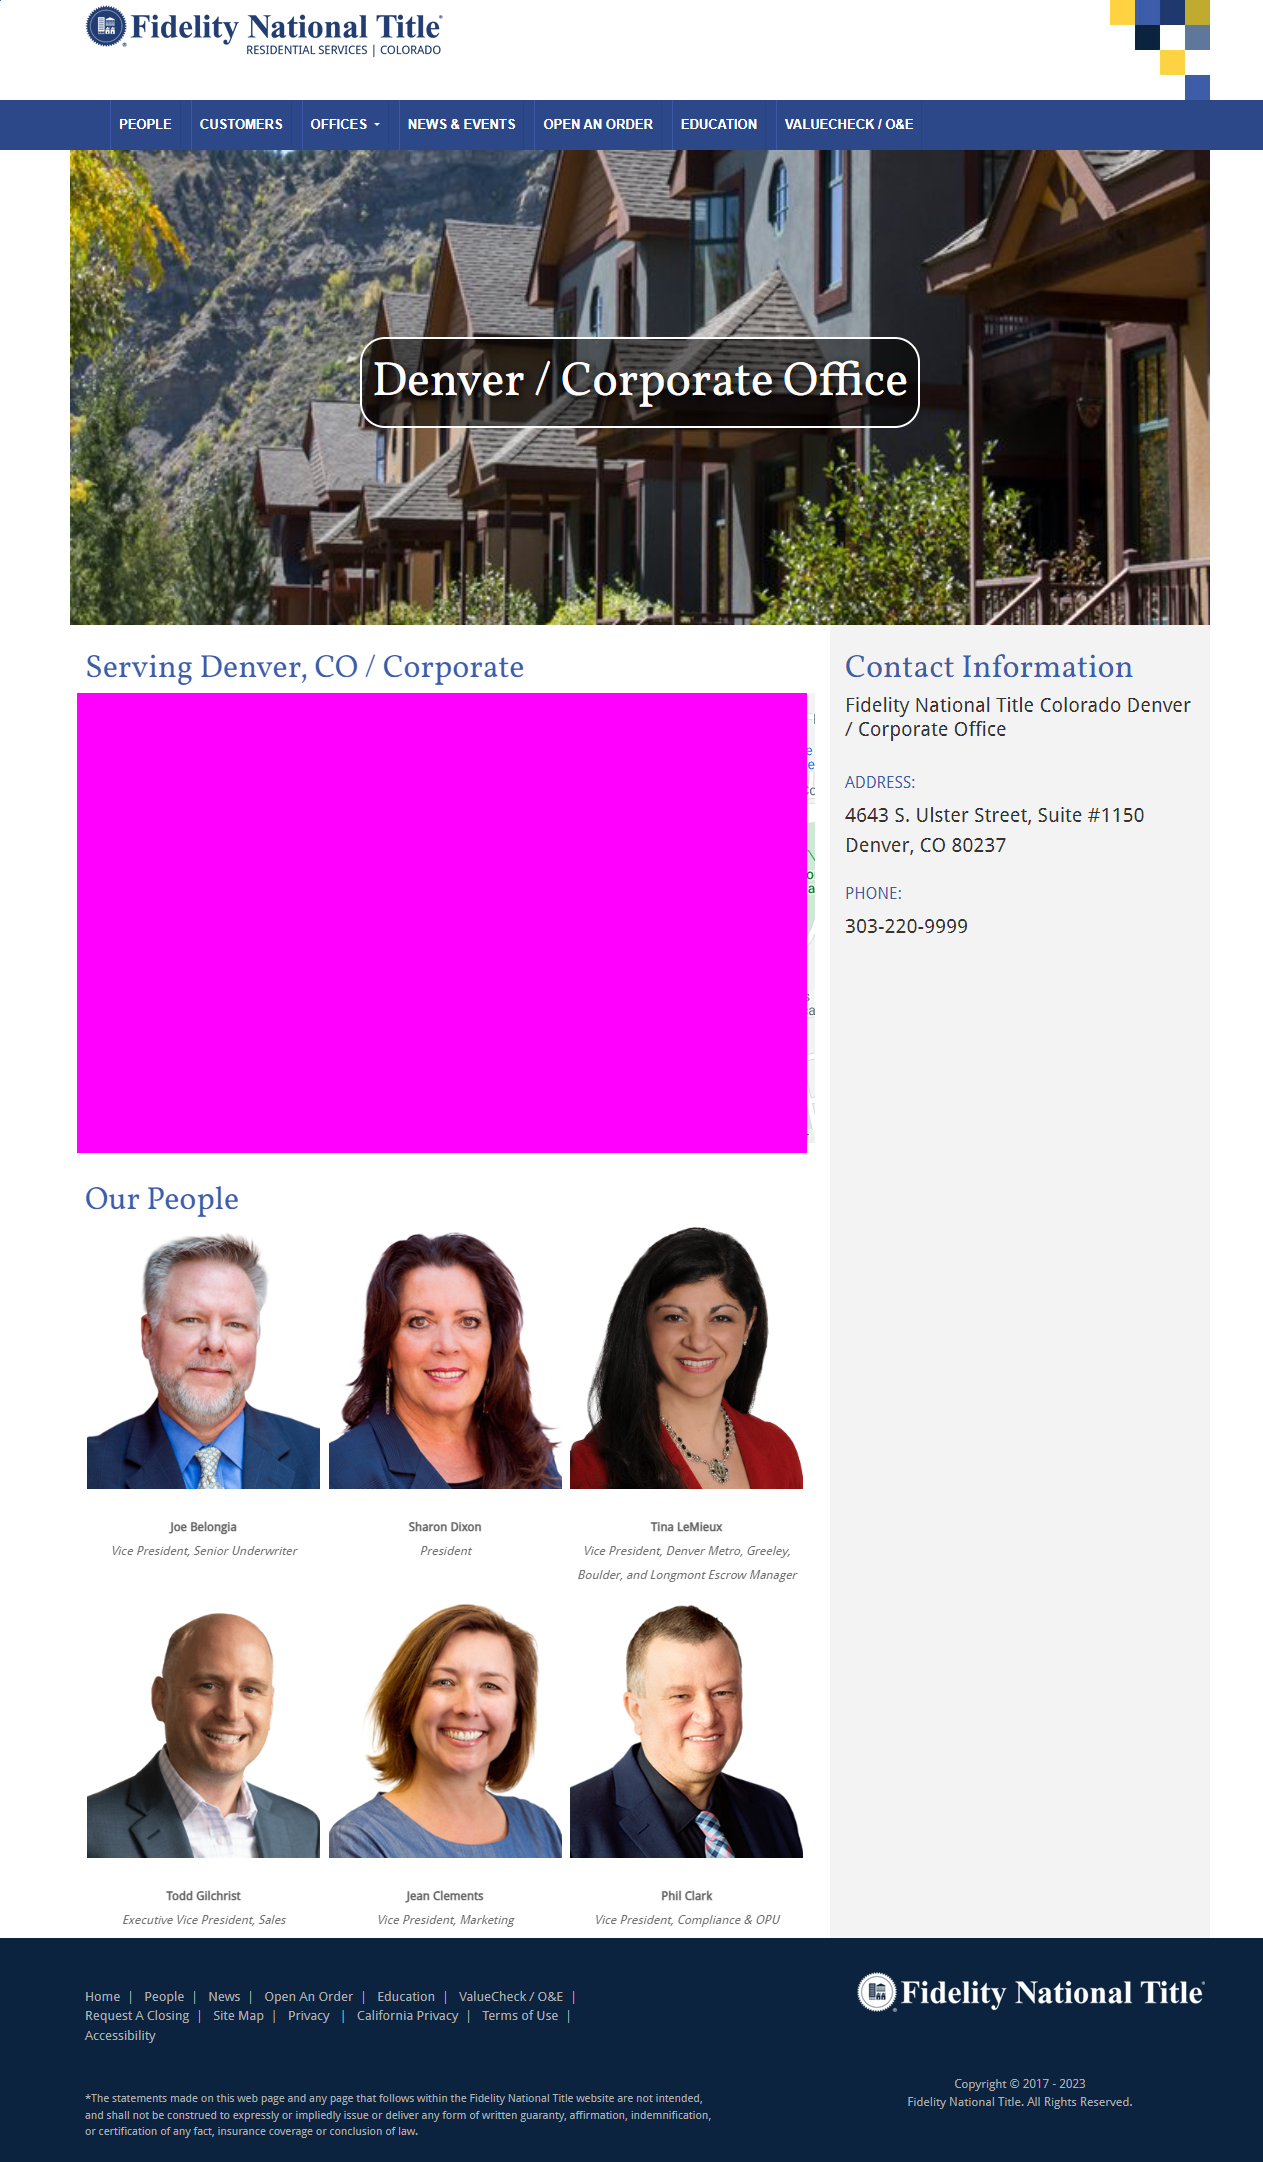 Fidelity National Title
RESIDENTIAL SERVICES | COLORADO
PEOPLE
CUSTOMERS
OFFICES
NEWS & EVENTS
OPEN AN ORDER
EDUCATION
VALUECHECK / O&E
Denver / Corporate Office
Serving Denver, CO / Corporate
Contact Information
Fidelity National Title Colorado Denver
/ Corporate Office
ADDRESS:
4643 S. Ulster Street, Suite #1150
Denver, CO 80237
PHONE:
303-220-9999
Our People
Joe Belongia
Vice President, Senior Underwriter
Sharon Dixon
President
Tina LeMieux
Vice President, Denver Metro, Greeley,
Boulder, and Longmont Escrow Manager
Todd Gilchrist
Executive Vice President, Sales
Jean Clements
Vice President, Marketing
Phil Clark
Vice President, Compliance & OPU
Home | People | News | Open An Order | Education | ValueCheck / O&E |
Request A Closing | Site Map | Privacy | California Privacy | Terms of Use |
Accessibility
*The statements made on this web page and any page that follows within the Fidelity National Title website are not intended,
and shall not be construed to expressly or impliedly issue or deliver any form of written guaranty, affirmation, indemnification,
or certification of any fact, insurance coverage or conclusion of law.
Fidelity National Title
Copyright © 2017 - 2023
Fidelity National Title. All Rights Reserved.